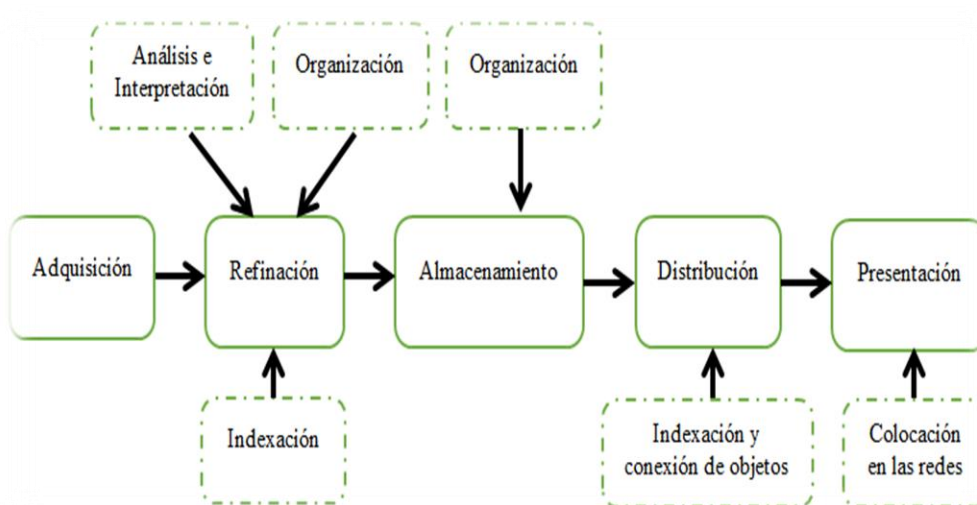 Análisis e
Interpretación
Organización
Organización
Adquisición
Refinación
Almacenamiento
Distribución
Presentación
Indexación
Indexación y
conexión de objetos
Colocación
en las redes